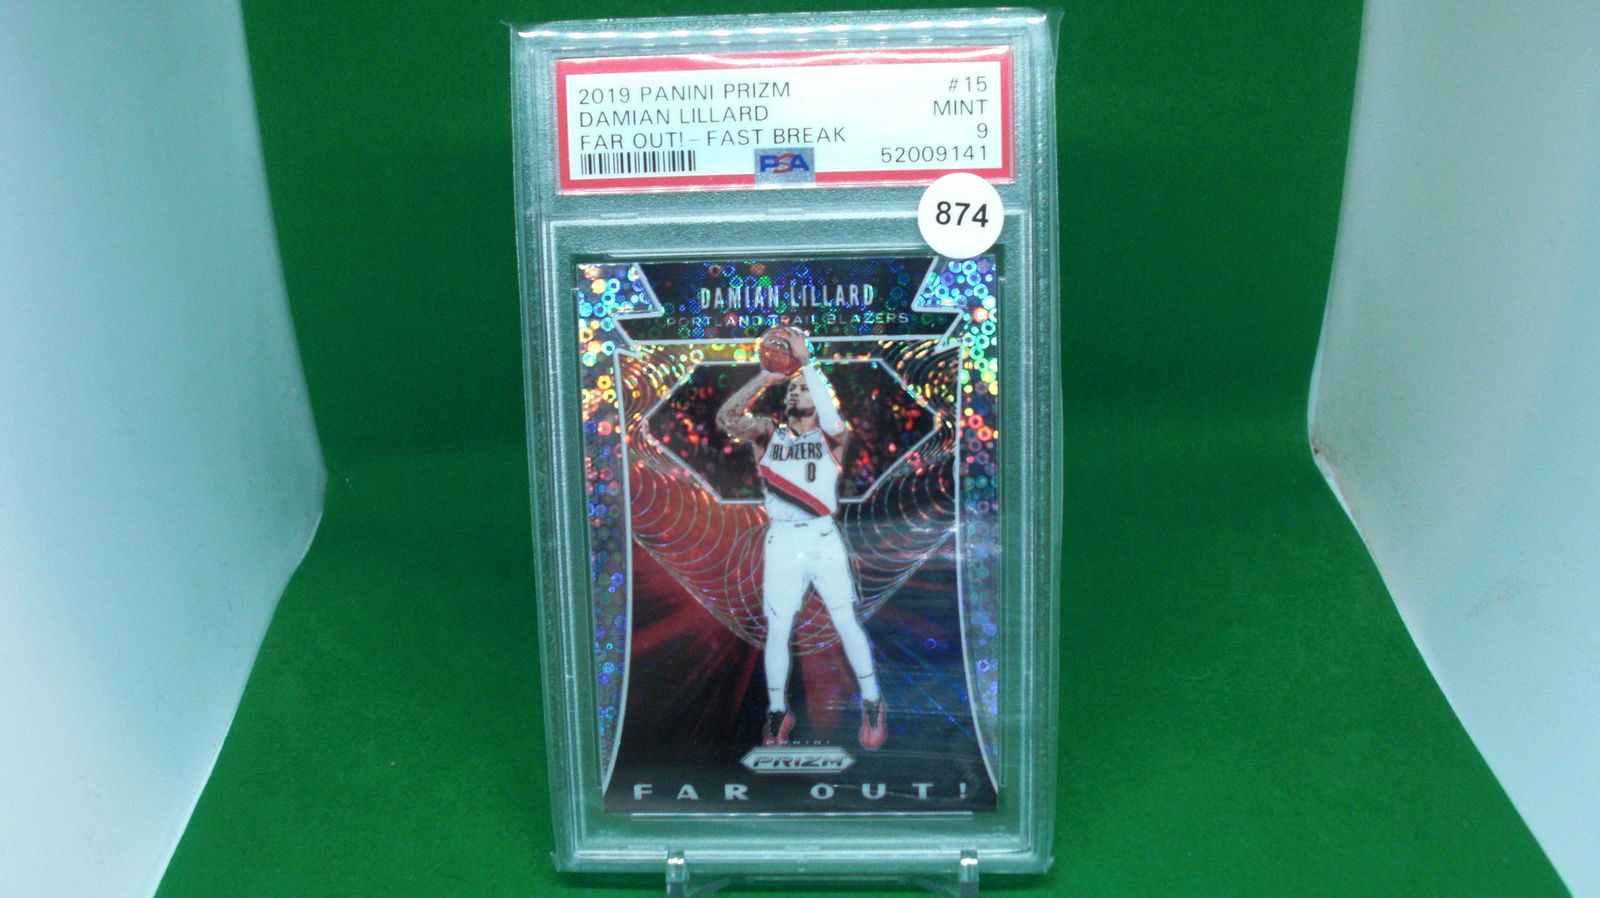 2019 PANINI PRIZM #15
DAMIAN LILLARD MINT
FAR OUT!-FAST BREAK 9
PSA 52009141
874
DAMIAN LILLARD
PORTLAND TRAIL BLAZERS
BLAZERS
0
PANINI
PRIZM
FAR OUT!